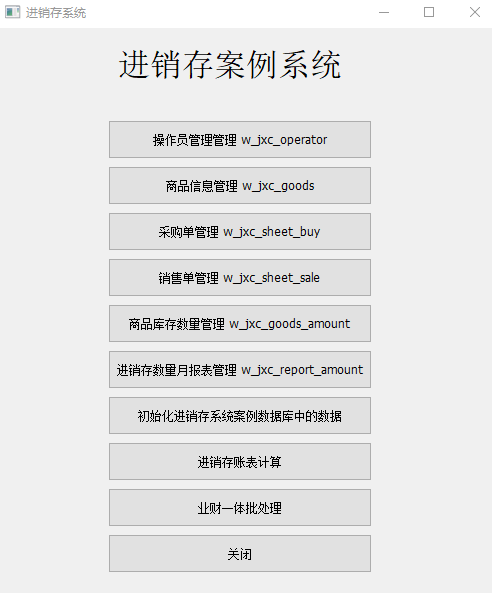 进销存系统
进销存案例系统
操作员管理管理 w_jxc_operator
商品信息管理 w_jxc_goods
采购单管理 w_jxc_sheet_buy
销售单管理 w_jxc_sheet_sale
商品库存数量管理 w_jxc_goods_amount
进销存数量月报表管理 w_jxc_report_amount
初始化进销存系统案例数据库中的数据
进销存账表计算
业财一体批处理
关闭